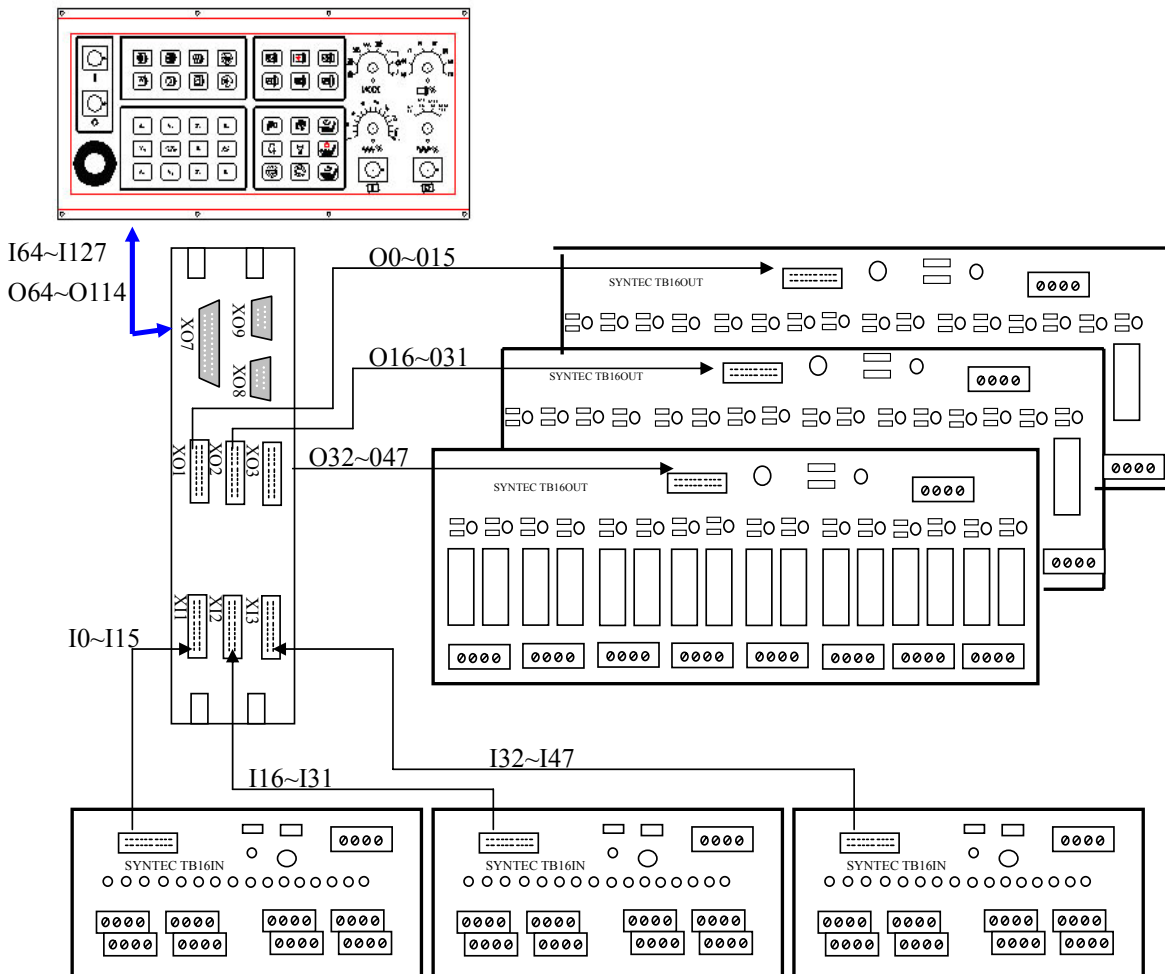 MODE
I64~I127
O64~O114
O0~015
O16~031
O32~047
SYNTEC TB16OUT
SYNTEC TB16OUT
SYNTEC TB16OUT
XO7
XO9
XO8
XO1
XO2
XO3
XI1
XI2
XI3
I0~I15
I16~I31
I32~I47
SYNTEC TB16IN
SYNTEC TB16IN
SYNTEC TB16IN